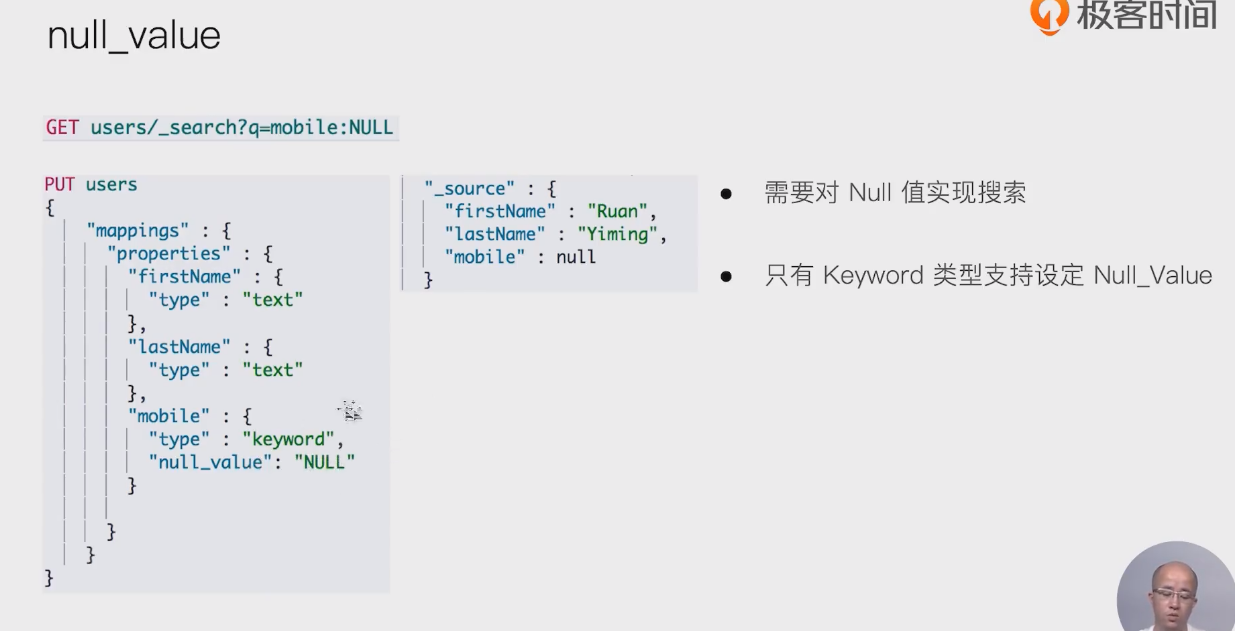 null_value
极客时间
GET users/_search?q=mobile:NULL
PUT users
{
"mappings" : {
"properties" : {
"firstName" : {
"type" : "text"
},
"lastName" : {
"type" : "text"
},
"mobile" : {
"type" : "keyword",
"null_value": "NULL"
}
}
}
}
"_source" : {
"firstName" : "Ruan",
"lastName" : "Yiming",
"mobile" : null
}
● 需要对 Null 值实现搜索
● 只有 Keyword 类型支持设定 Null_Value